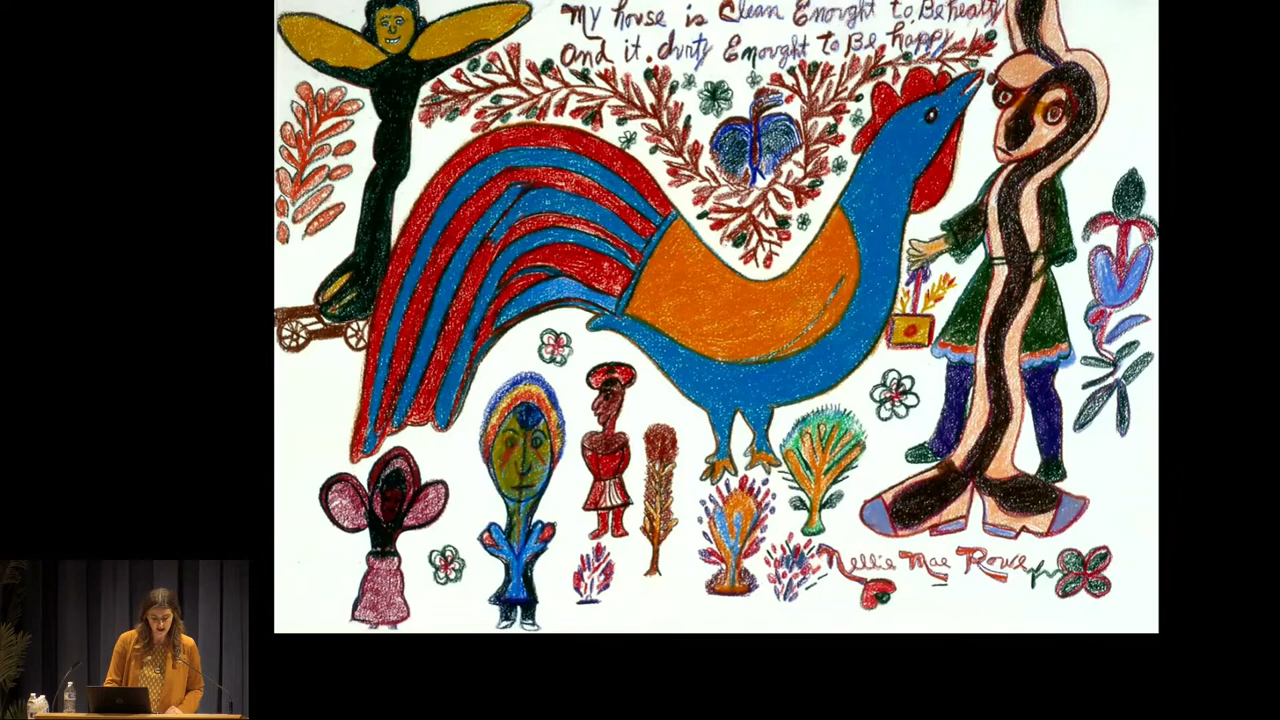 My house is Clean Enought to Be healty
and it. dirty Enought to Be happy
Nellie Mae Rowe